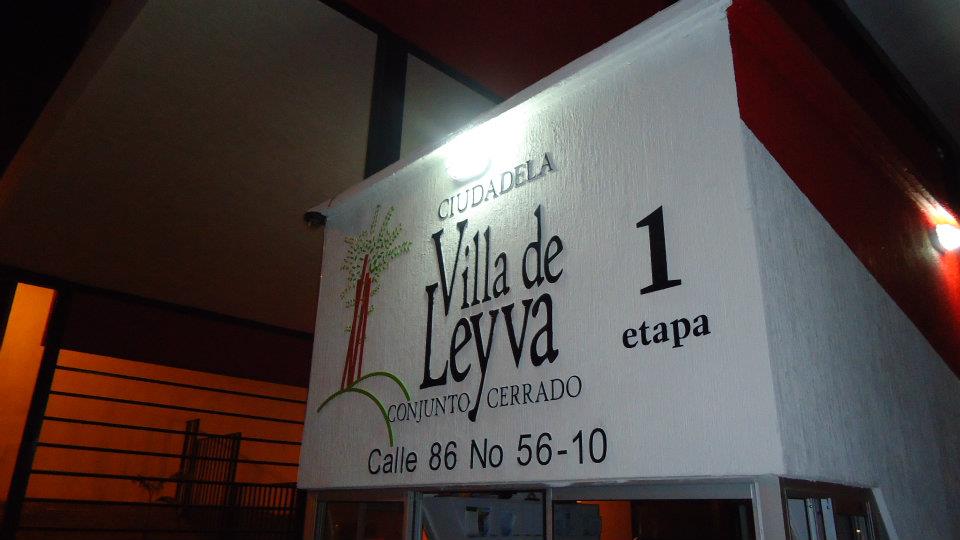 CIUDADELA
Villa de
Leyva
CONJUNTO CERRADO
1
etapa
Calle 86 No 56-10